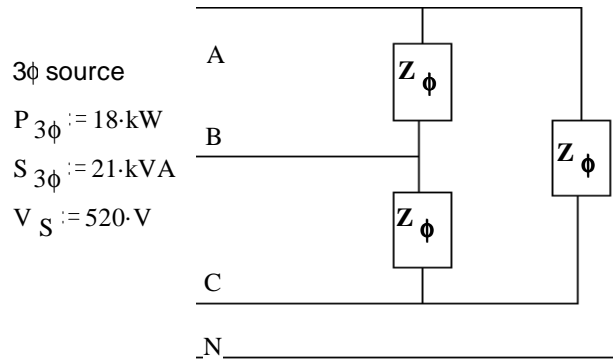 3ϕ source
P 3ϕ := 18·kW
S 3ϕ := 21·kVA
V S := 520·V
A
B
C
N
Z ϕ
Z ϕ
Z ϕ